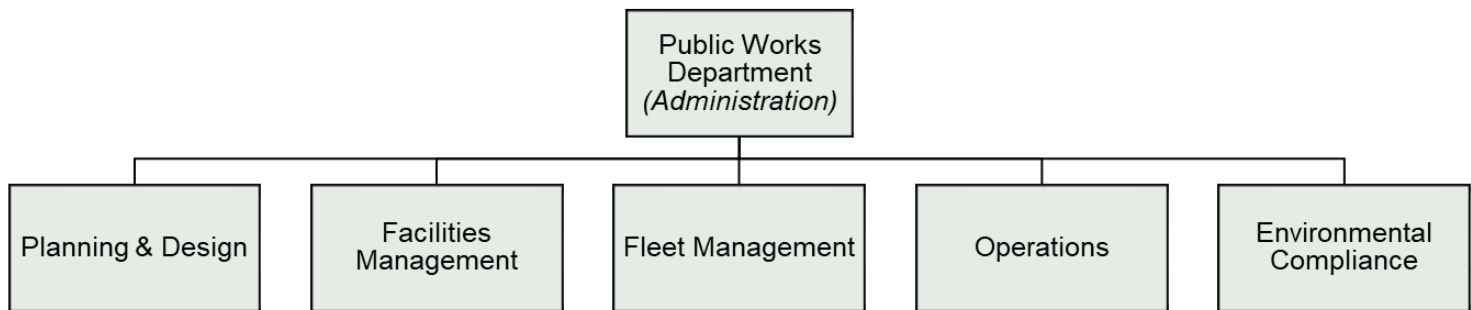 Public Works
Department
(Administration)
Planning & Design
Facilities
Management
Fleet Management
Operations
Environmental
Compliance